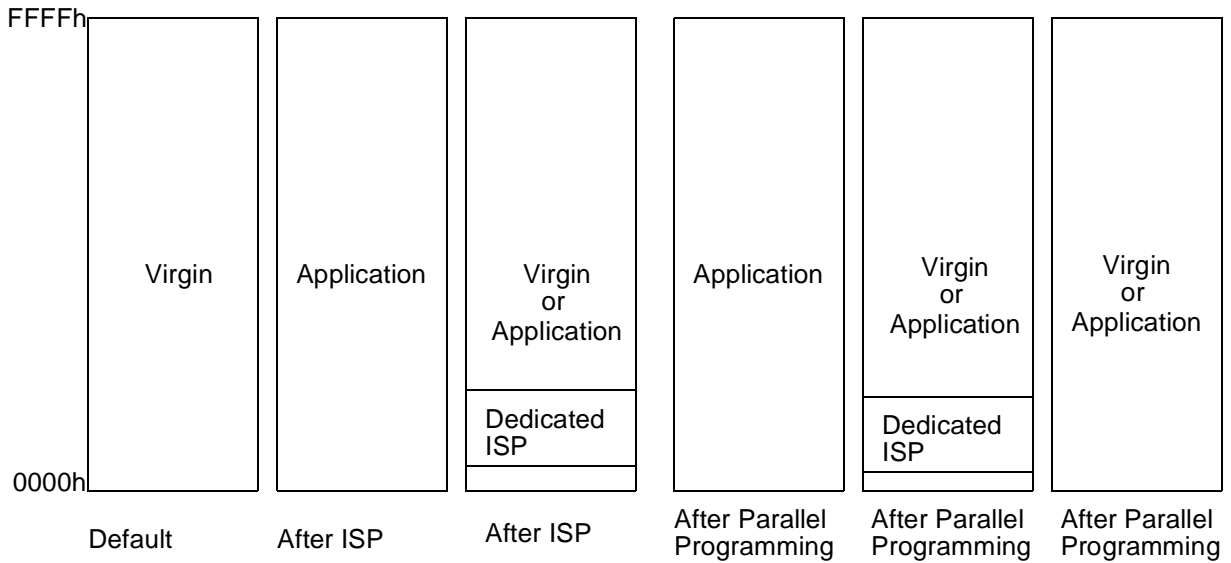 FFFFh
Virgin
Application
Virgin
or
Application
Application
Virgin
or
Application
Virgin
or
Application
Dedicated
ISP
Dedicated
ISP
0000h
Default
After ISP
After ISP
After Parallel
Programming
After Parallel
Programming
After Parallel
Programming